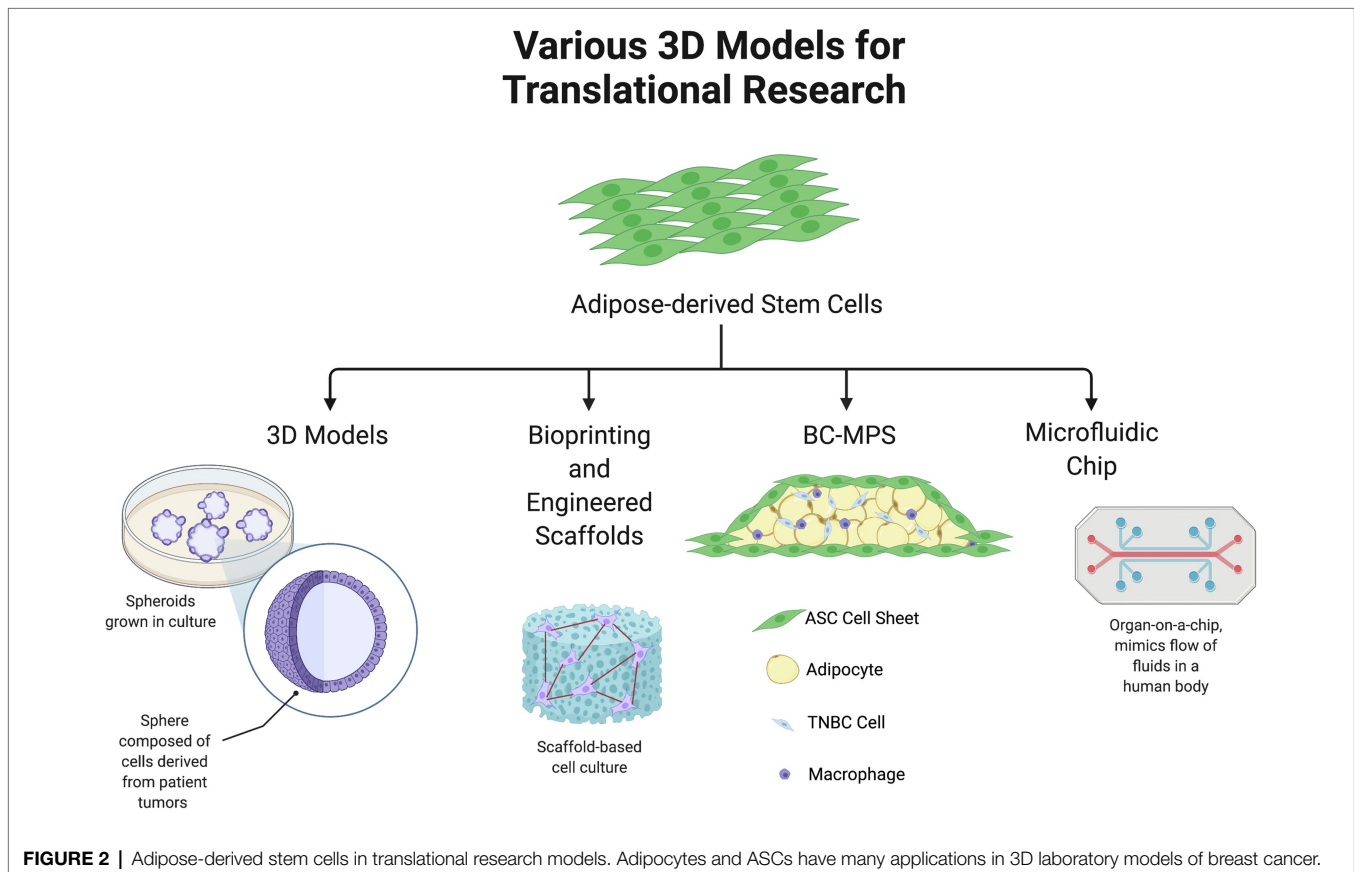 Various 3D Models for
Translational Research
Adipose-derived Stem Cells
3D Models
Spheroids
grown in culture
Sphere
composed of
cells derived
from patient
tumors
Bioprinting
and
Engineered
Scaffolds
Scaffold-based
cell culture
BC-MPS
ASC Cell Sheet
Adipocyte
TNBC Cell
Macrophage
Microfluidic
Chip
Organ-on-a-chip,
mimics flow of
fluids in a
human body
FIGURE 2 | Adipose-derived stem cells in translational research models. Adipocytes and ASCs have many applications in 3D laboratory models of breast cancer.